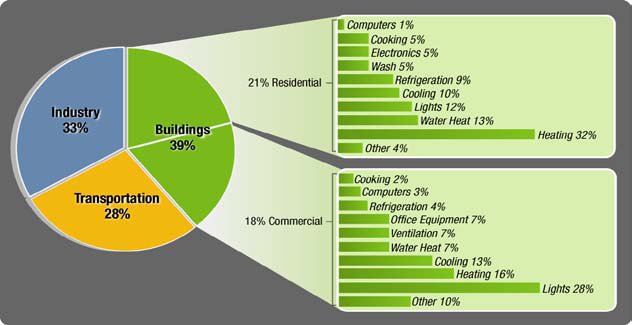 Industry
33%
Buildings
39%
Transportation
28%
21% Residential
Computers 1%
Cooking 5%
Electronics 5%
Wash 5%
Refrigeration 9%
Cooling 10%
Lights 12%
Water Heat 13%
Heating 32%
Other 4%
18% Commercial
Cooking 2%
Computers 3%
Refrigeration 4%
Office Equipment 7%
Ventilation 7%
Water Heat 7%
Cooling 13%
Heating 16%
Lights 28%
Other 10%